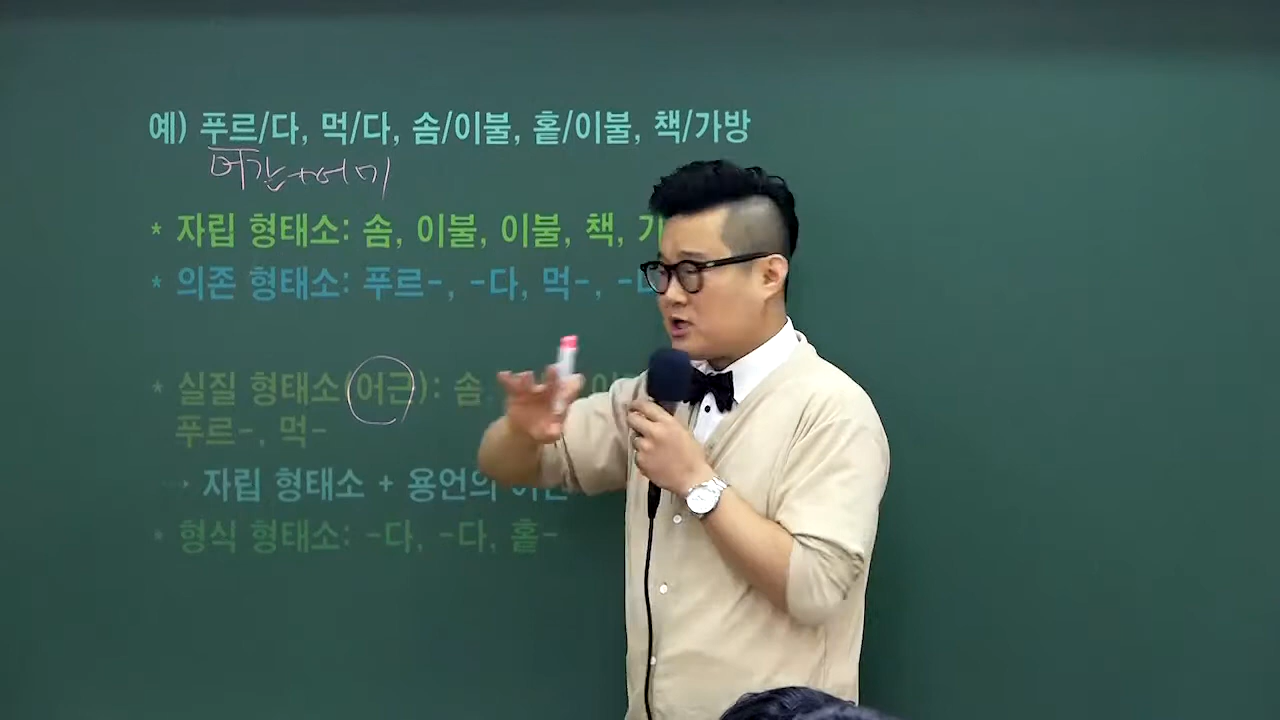 예) 푸르/다, 먹/다, 솜/이불, 홑/이불, 책/가방
어간+어미
* 자립 형태소: 솜, 이불, 이불, 책,
* 의존 형태소: 푸르-, -다, 먹-,
* 실질 형태소(어근): 솜,
푸르-, 먹-
→ 자립 형태소 + 용언의
* 형식 형태소: -다, -다, 홑-